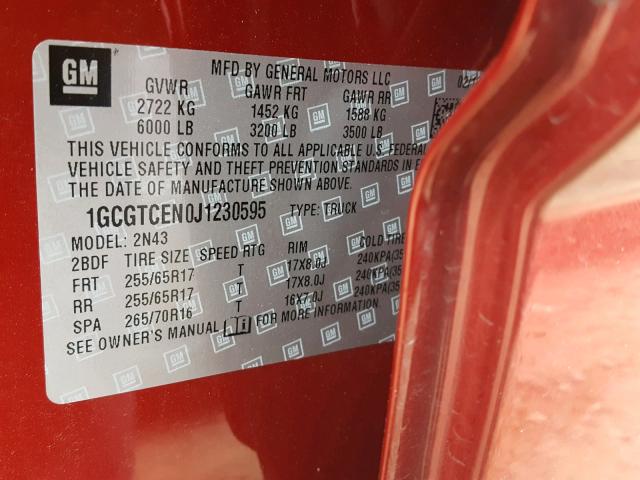 GM
MFD BY GENERAL MOTORS LLC
GVWR GAWR FRT GAWR RR
2722 KG 1452 KG 1588 KG
6000 LB 3200 LB 3500 LB
THIS VEHICLE CONFORMS TO ALL APPLICABLE U.S. FEDERAL
VEHICLE SAFETY AND THEFT PREVENTION STANDARDS IN
THE DATE OF MANUFACTURE SHOWN ABOVE.
1GCGTCEN0J1230595 TYPE: TRUCK
MODEL: 2N43
2BDF TIRE SIZE SPEED RTG RIM COLD TIRE
FRT 255/65R17 T 17X8.0J 240KPA(35
RR 255/65R17 T 17X8.0J 240KPA(35
SPA 265/70R16 T 16X7.0J 240KPA(35
SEE OWNER'S MANUAL FOR MORE INFORMATION.